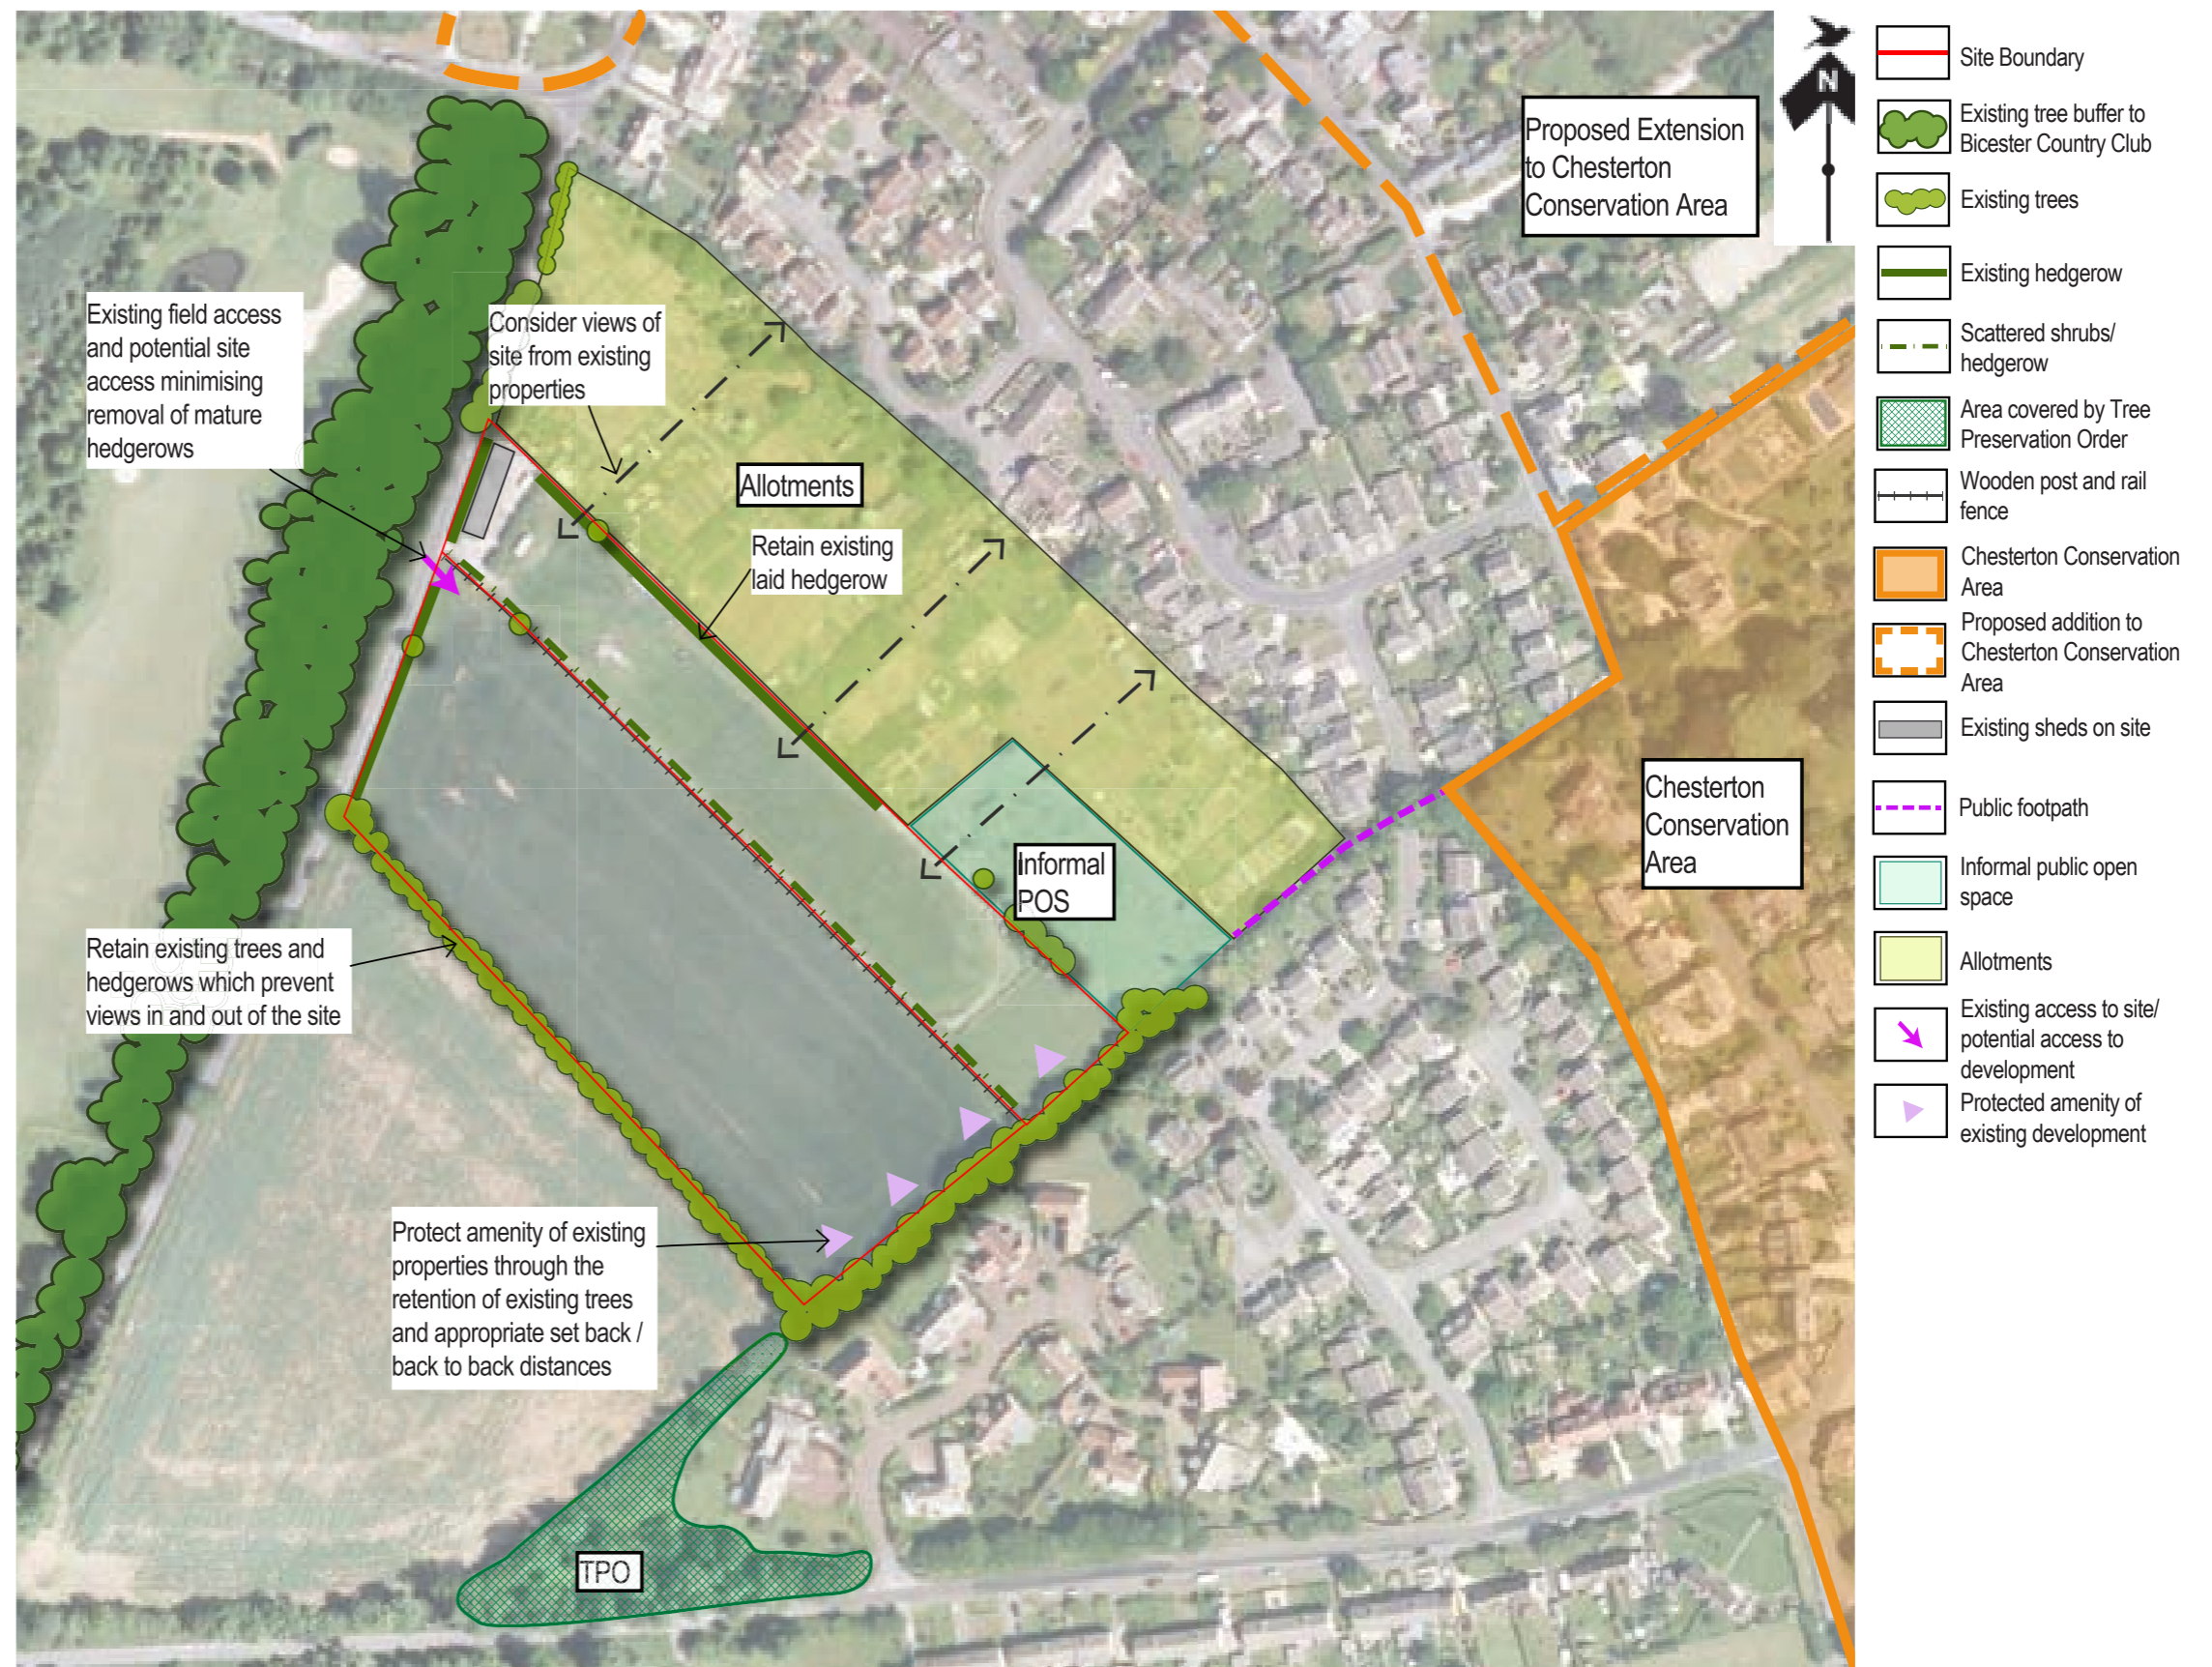 Proposed Extension
to Chesterton
Conservation Area
N
Existing field access
and potential site
access minimising
removal of mature
hedgerows
Consider views of
site from existing
properties
Allotments
Retain existing
laid hedgerow
Informal
POS
Chesterton
Conservation
Area
Retain existing trees and
hedgerows which prevent
views in and out of the site
Protect amenity of existing
properties through the
retention of existing trees
and appropriate set back /
back to back distances
TPO
Site Boundary
Existing tree buffer to
Bicester Country Club
Existing trees
Existing hedgerow
Scattered shrubs/
hedgerow
Area covered by Tree
Preservation Order
Wooden post and rail
fence
Chesterton Conservation
Area
Proposed addition to
Chesterton Conservation
Area
Existing sheds on site
Public footpath
Informal public open
space
Allotments
Existing access to site/
potential access to
development
Protected amenity of
existing development